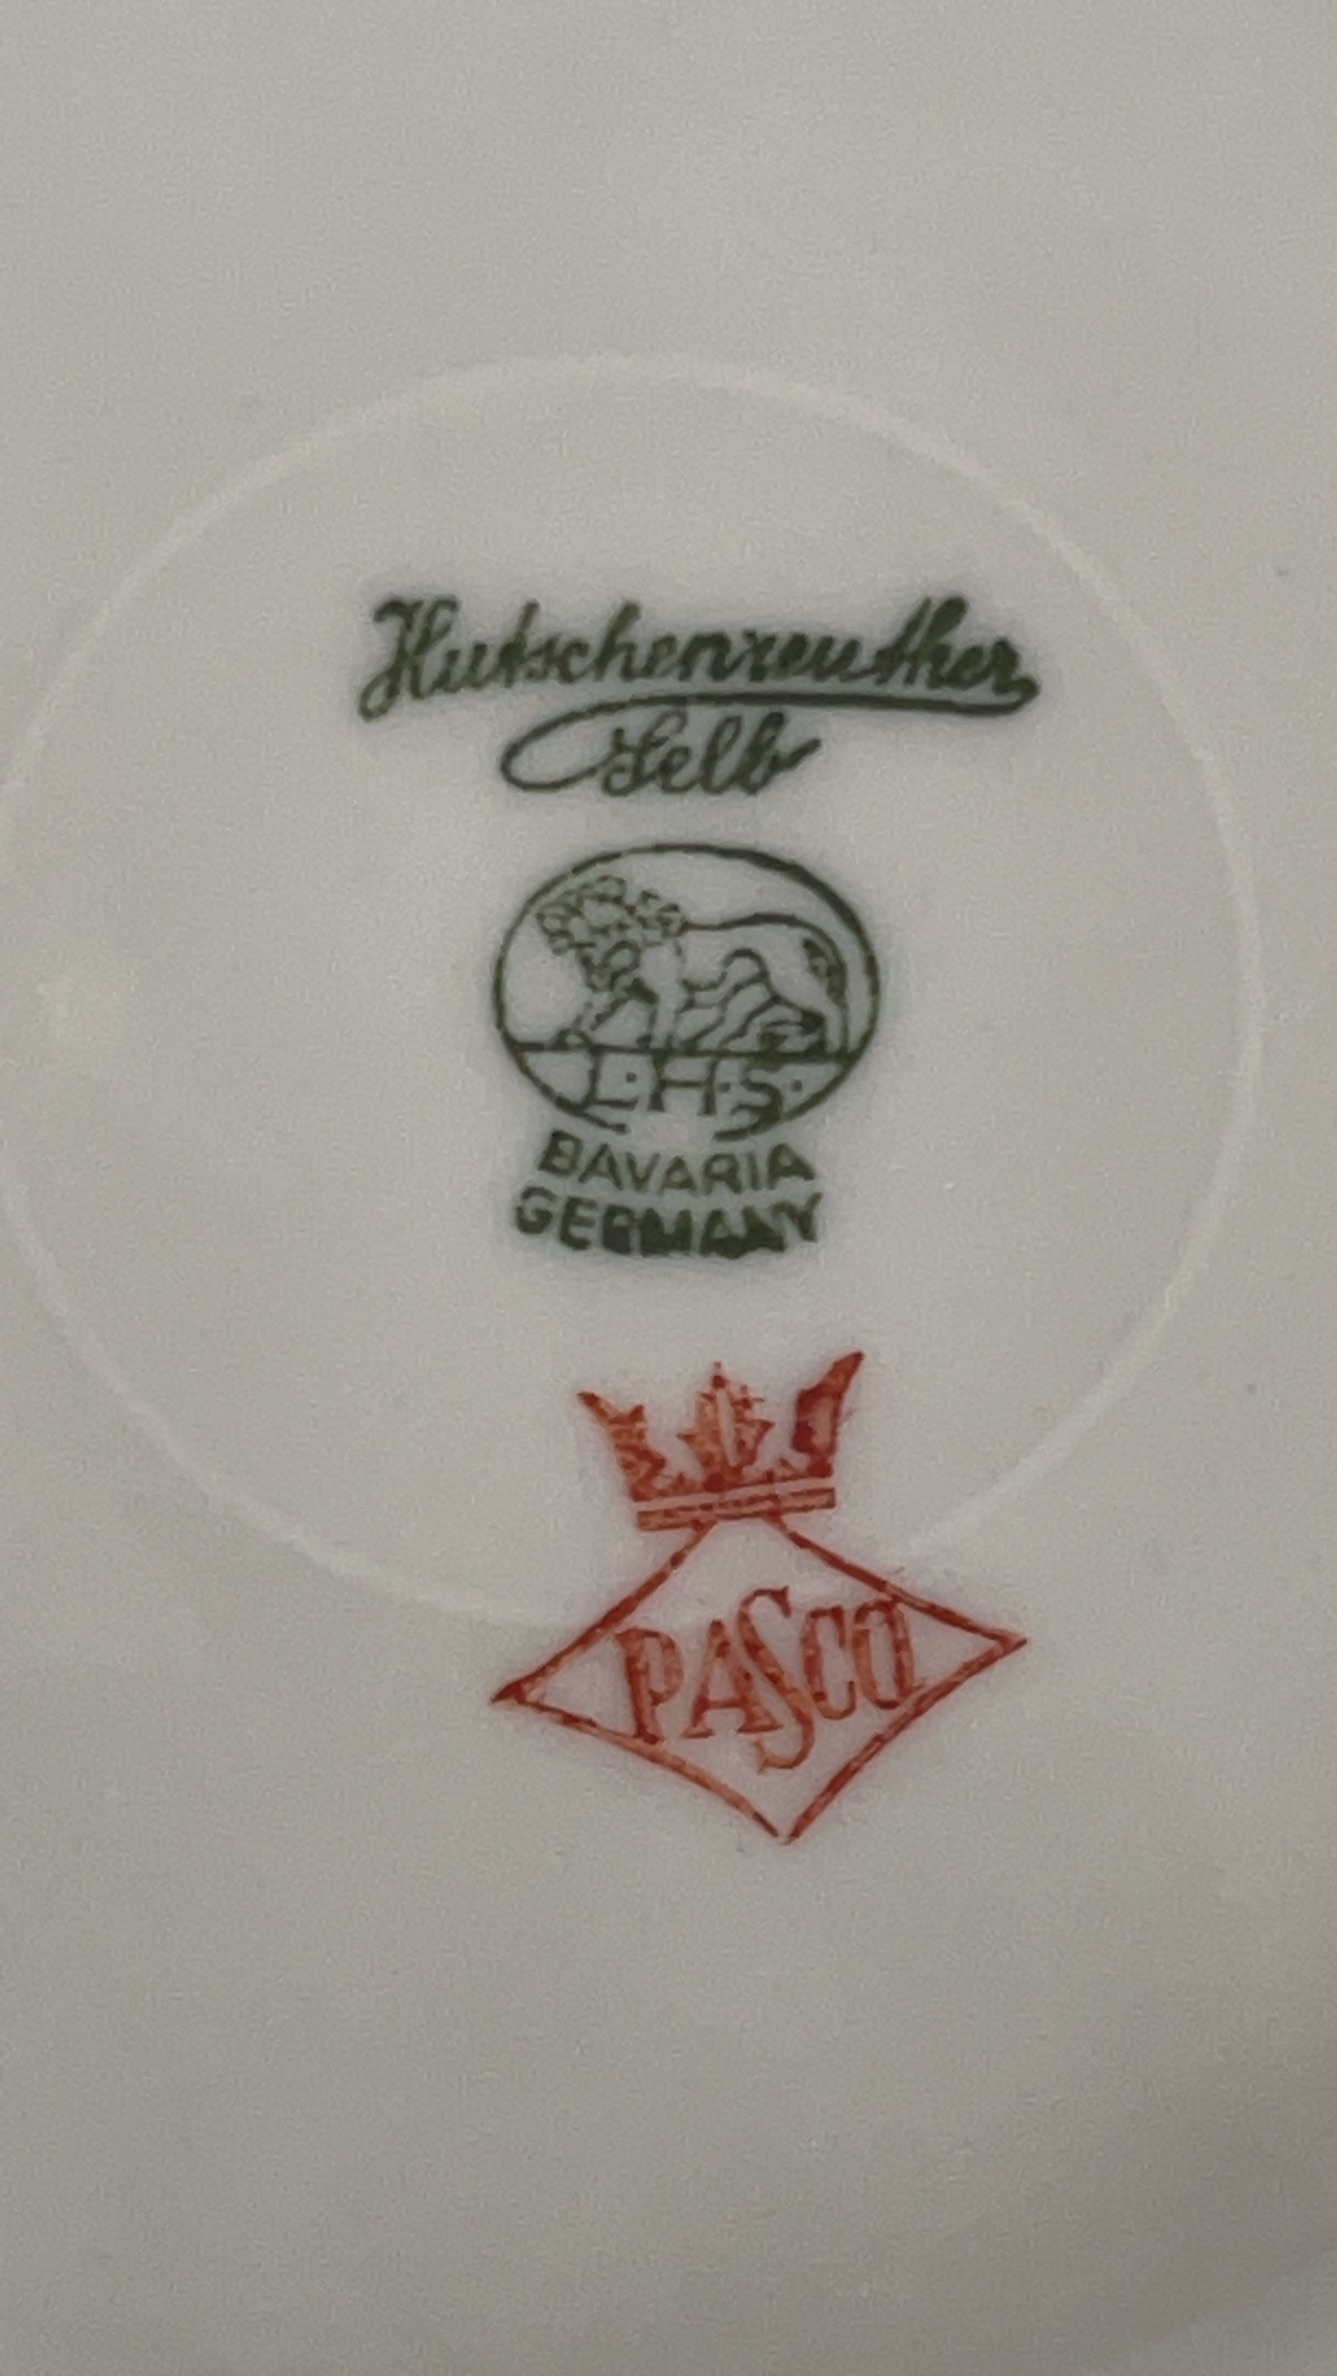 Hutschenreuther
Selb
L·H·S·
BAVARIA
GERMANY
PASCO